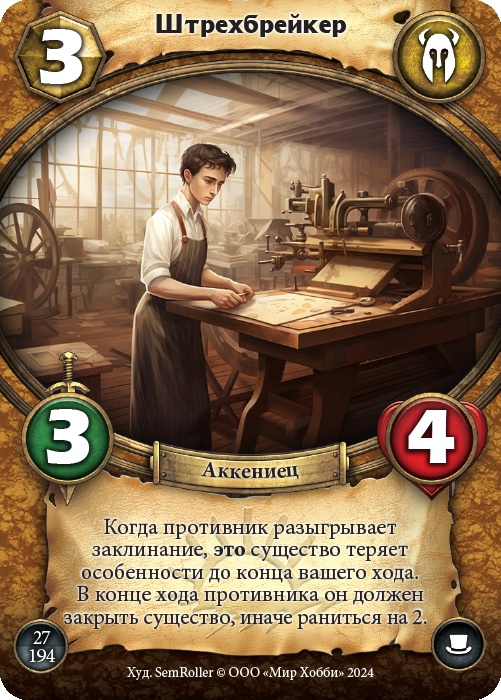 Штрехбрейкер
3
3
4
Аккениец
Когда противник разыгрывает
заклинание, это существо теряет
особенности до конца вашего хода.
В конце хода противника он должен
закрыть существо, иначе раниться на 2.
27
194
Худ. SemRoller © ООО «Мир Хобби» 2024